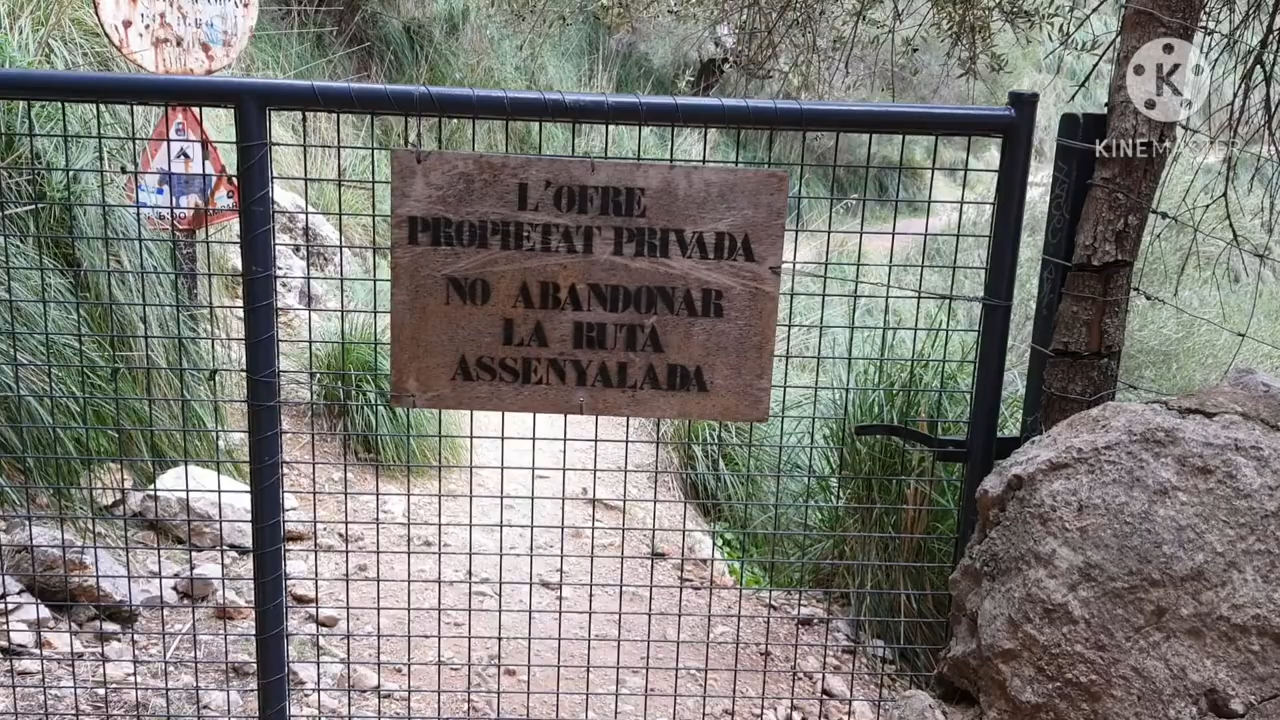 L'OFRE
PROPIETAT PRIVADA
NO ABANDONAR
LA RUTA
ASSENYALADA
K
KINEMASTER